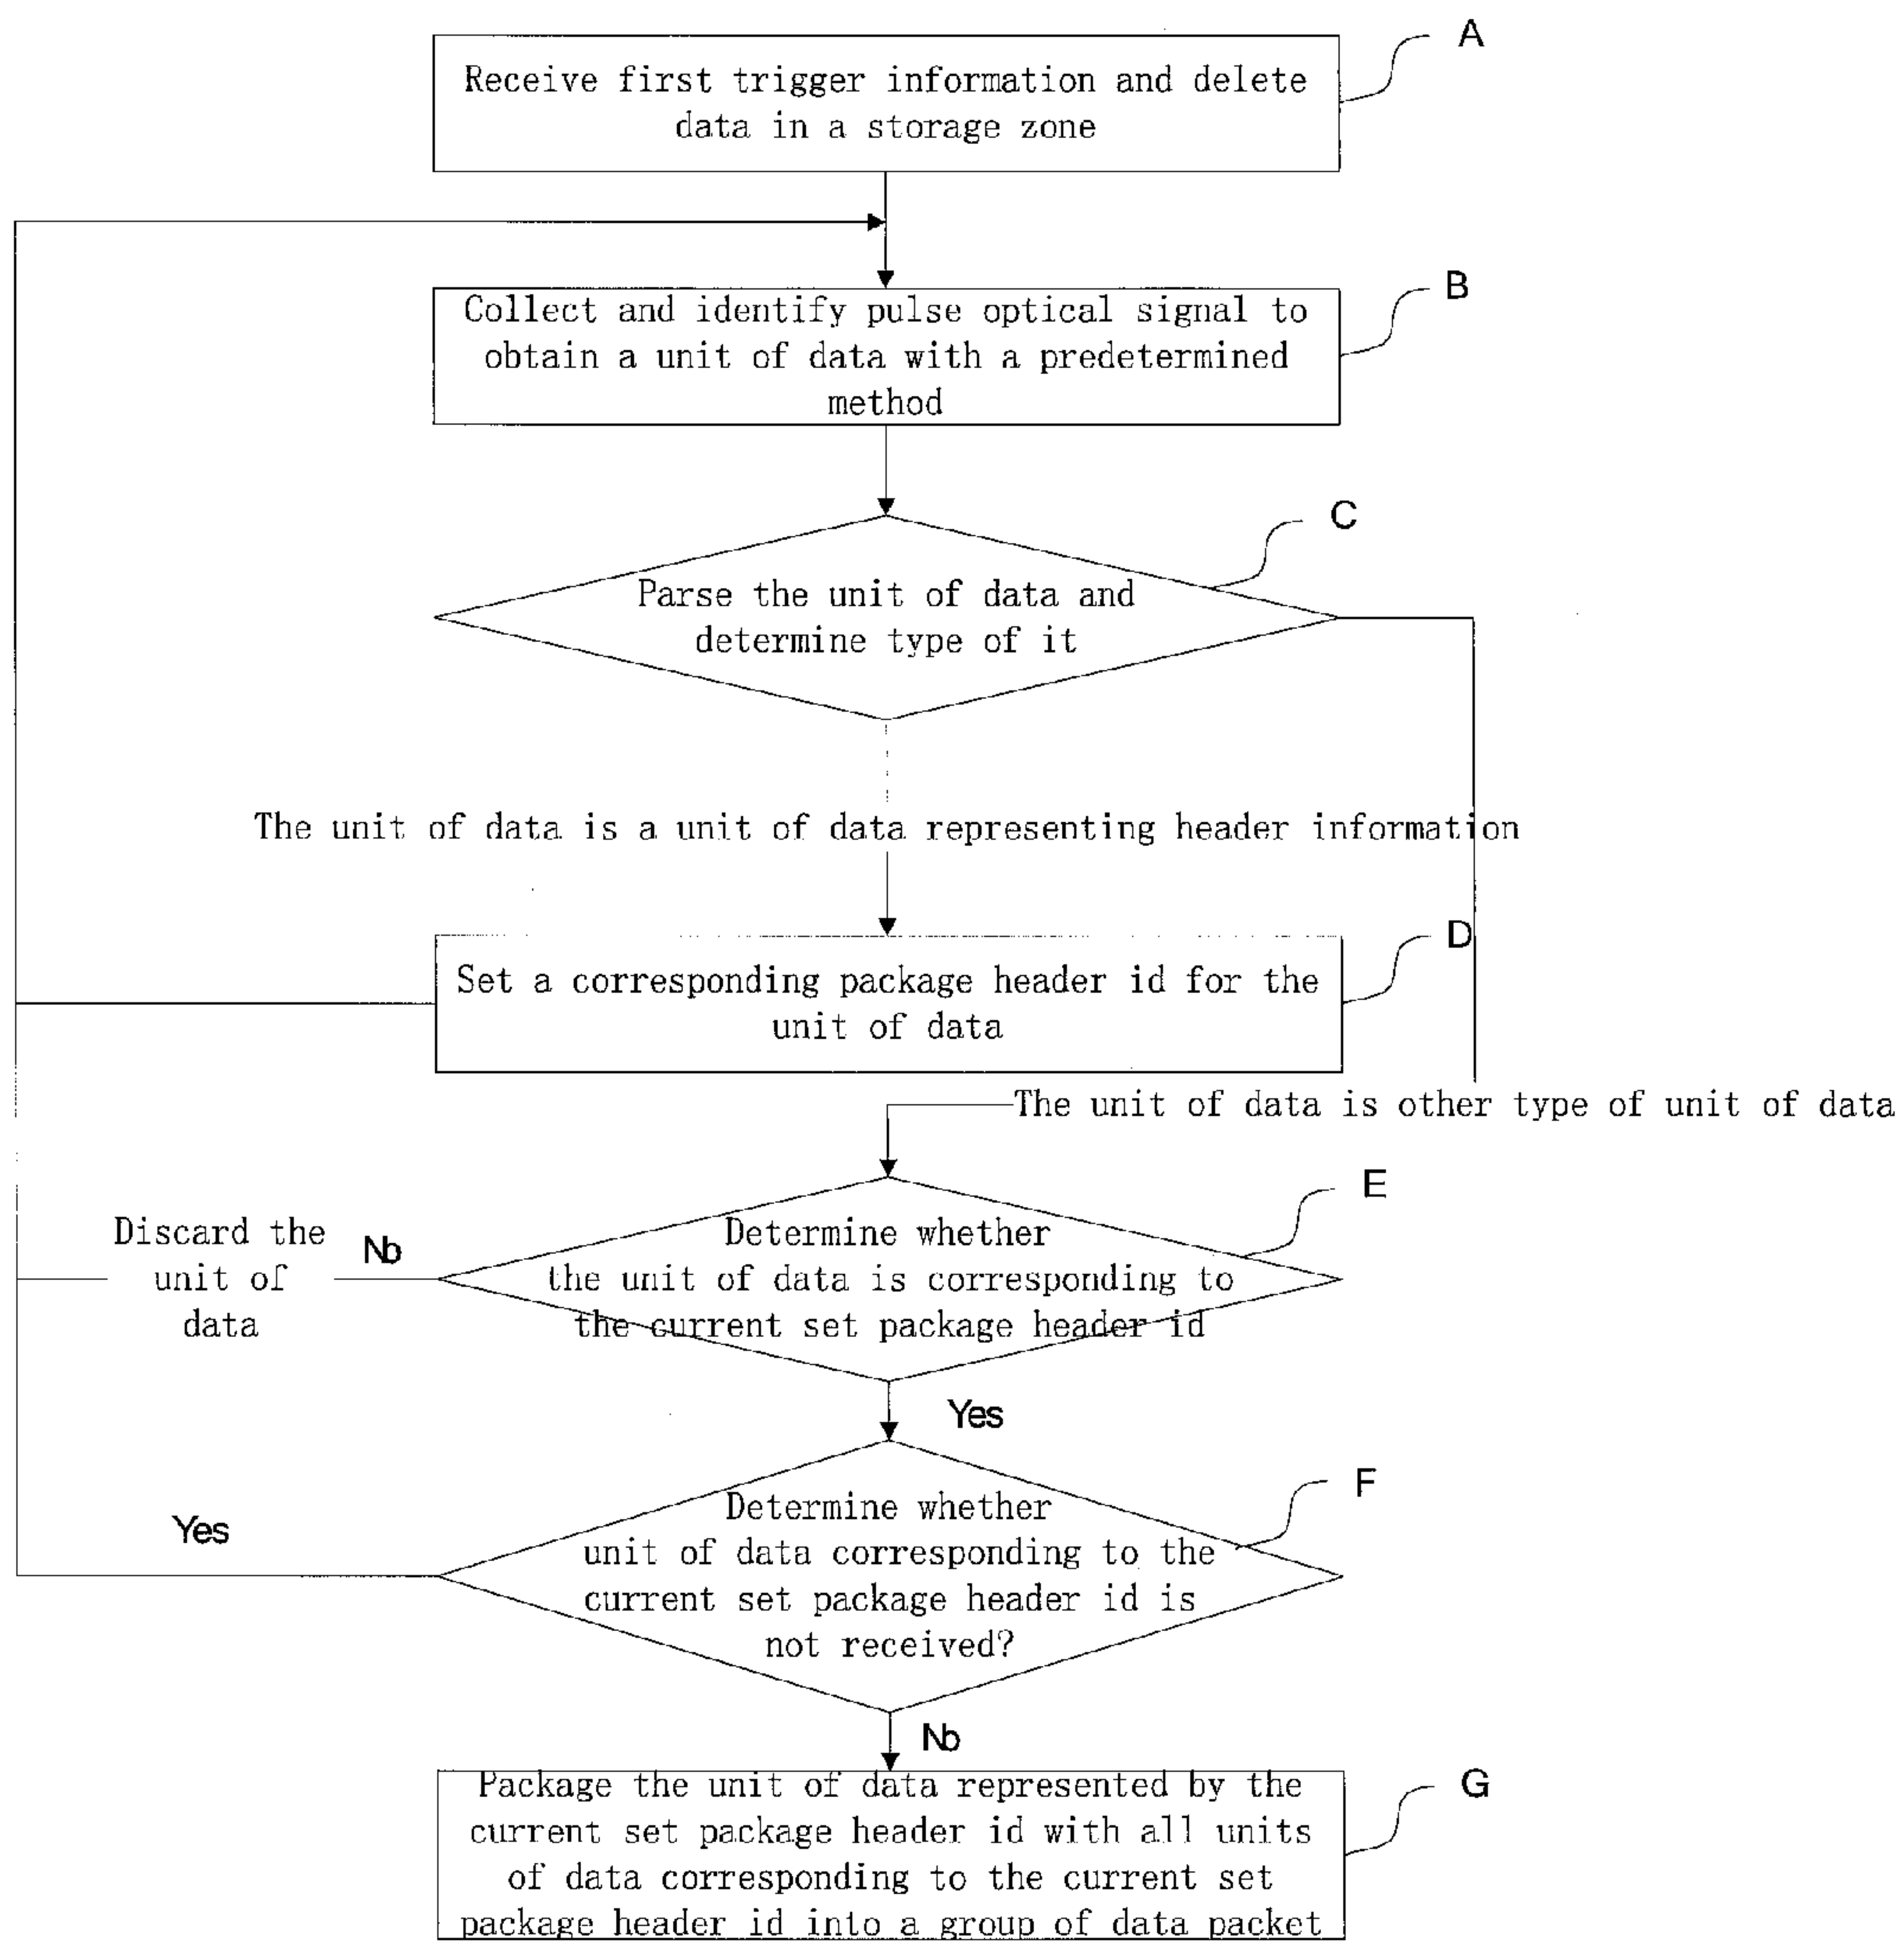 A
Receive first trigger information and delete
data in a storage zone
B
Collect and identify pulse optical signal to
obtain a unit of data with a predetermined
method
C
Parse the unit of data and
determine type of it
The unit of data is a unit of data representing header information
D
Set a corresponding package header id for the
unit of data
The unit of data is other type of unit of data
E
Determine whether
the unit of data is corresponding to
the current set package header id
Discard the
unit of
data
No
Yes
F
Determine whether
unit of data corresponding to the
current set package header id is
not received?
Yes
No
G
Package the unit of data represented by the
current set package header id with all units
of data corresponding to the current set
package header id into a group of data packet